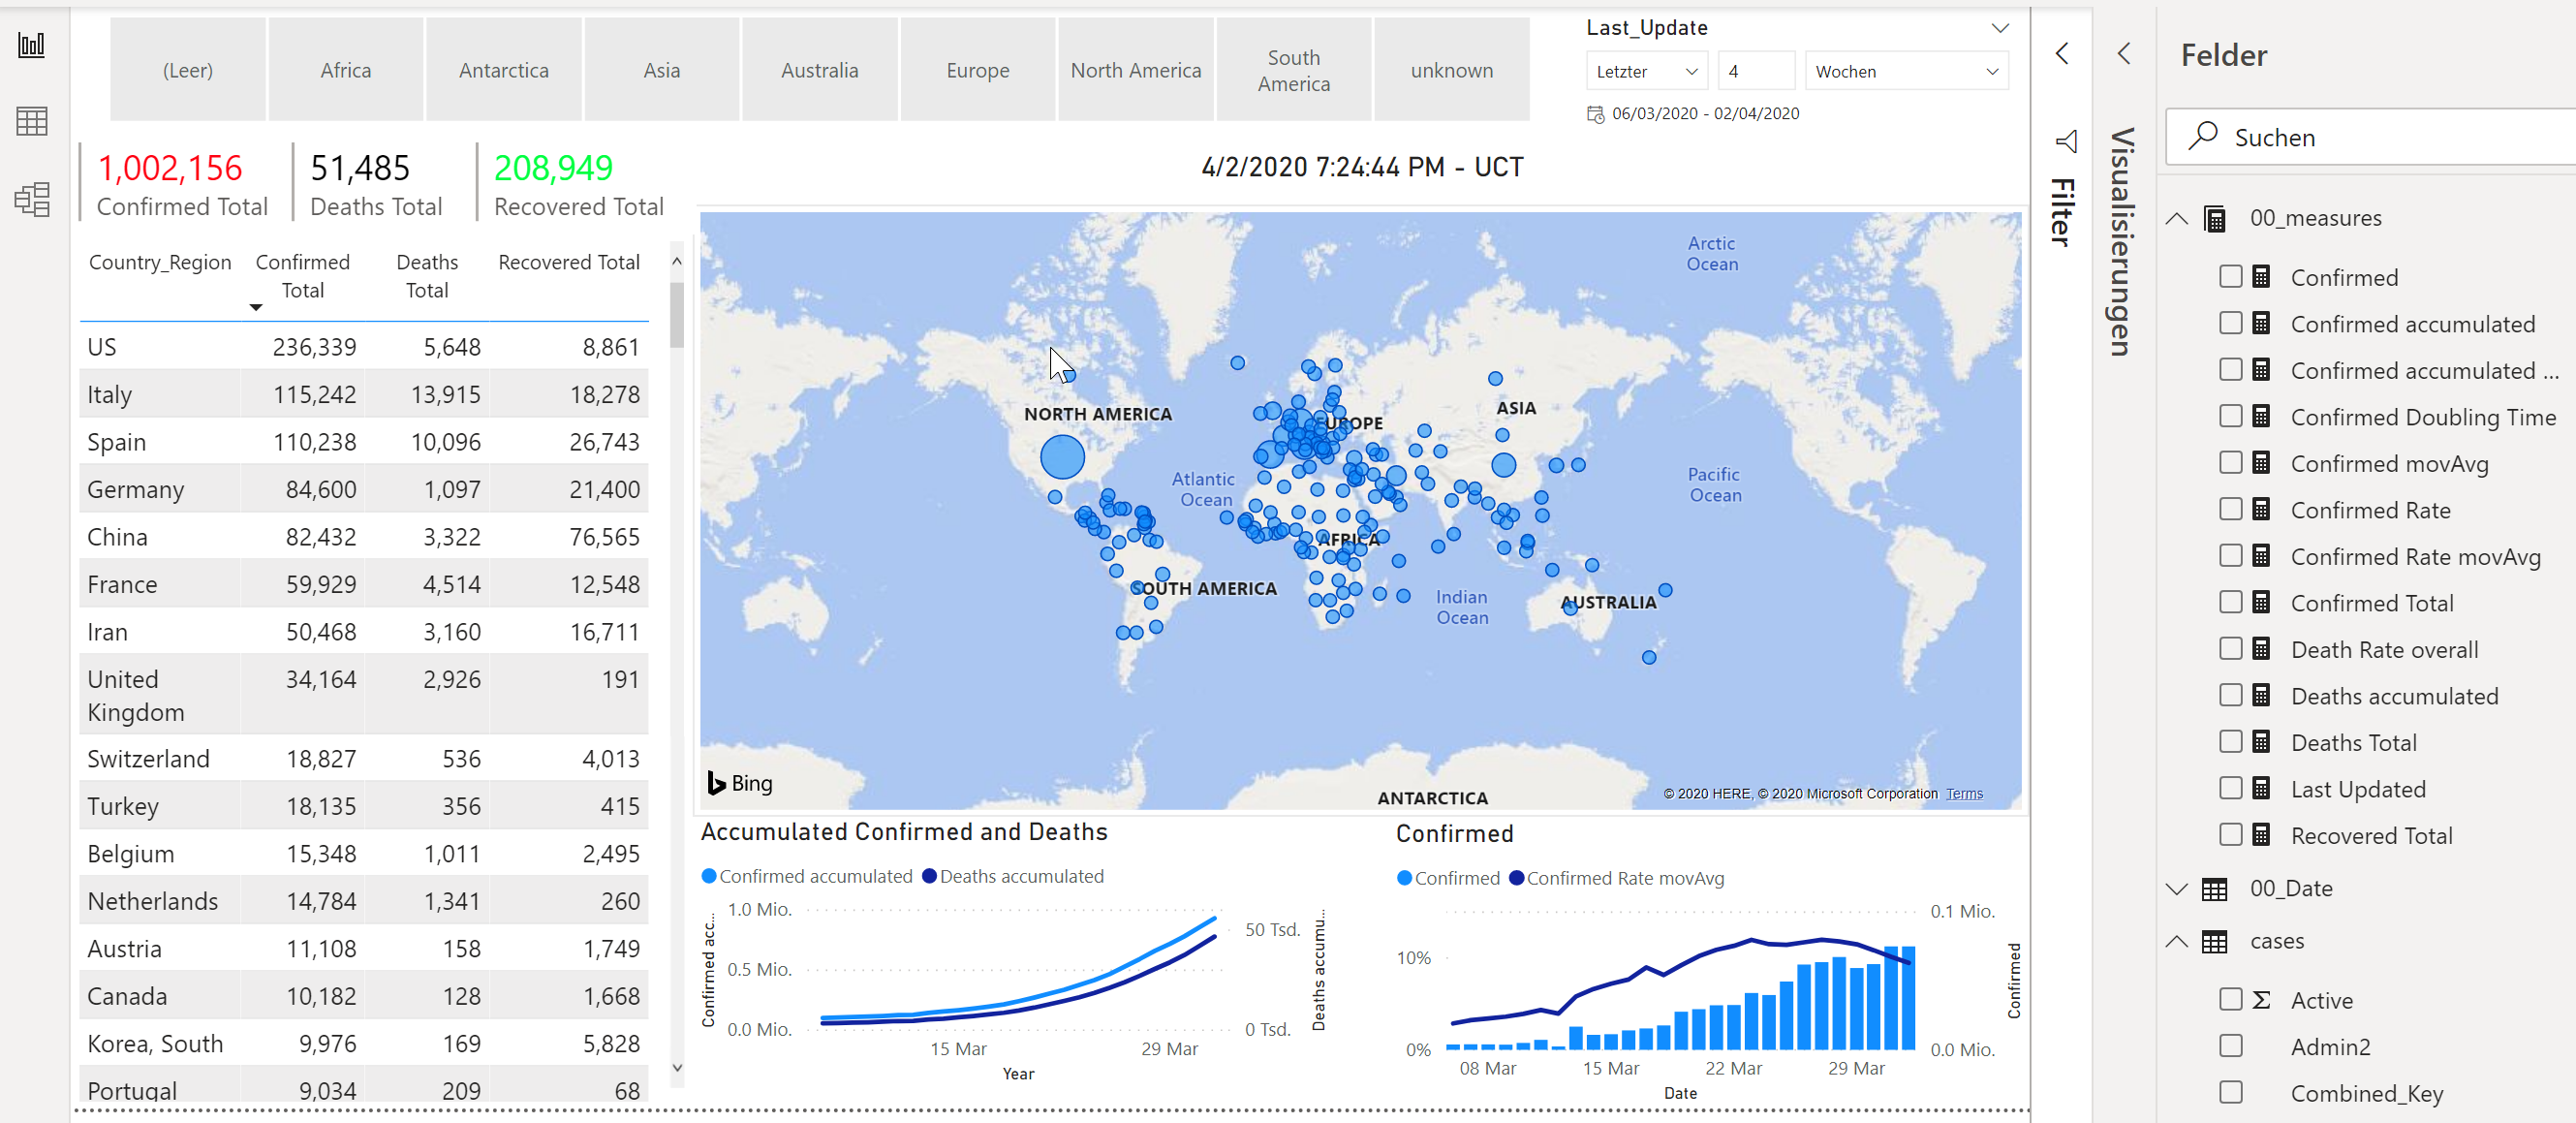 (Leer)
Africa
Antarctica
Asia
Australia
Europe
North America
South
America
unknown
Last_Update
Letzter
4
Wochen
06/03/2020 - 02/04/2020
1,002,156
Confirmed Total
51,485
Deaths Total
208,949
Recovered Total
4/2/2020 7:24:44 PM - UCT
Country_Region
Confirmed
Total
Deaths
Total
Recovered Total
US 236,339 5,648 8,861
Italy 115,242 13,915 18,278
Spain 110,238 10,096 26,743
Germany 84,600 1,097 21,400
China 82,432 3,322 76,565
France 59,929 4,514 12,548
Iran 50,468 3,160 16,711
United
Kingdom 34,164 2,926 191
Switzerland 18,827 536 4,013
Turkey 18,135 356 415
Belgium 15,348 1,011 2,495
Netherlands 14,784 1,341 260
Austria 11,108 158 1,749
Canada 10,182 128 1,668
Korea, South 9,976 169 5,828
Portugal 9,034 209 68
Arctic
Ocean
NORTH AMERICA
EUROPE
ASIA
Atlantic
Ocean
Pacific
Ocean
AFRICA
SOUTH AMERICA
Indian
Ocean
AUSTRALIA
ANTARCTICA
Bing
© 2020 HERE, © 2020 Microsoft Corporation Terms
Accumulated Confirmed and Deaths
Confirmed accumulated
Deaths accumulated
Confirmed acc...
1.0 Mio.
0.5 Mio.
0.0 Mio.
50 Tsd.
0 Tsd.
Deaths accumu...
15 Mar
29 Mar
Year
Confirmed
Confirmed
Confirmed Rate movAvg
10%
0%
0.1 Mio.
0.0 Mio.
Confirmed
08 Mar
15 Mar
22 Mar
29 Mar
Date
Filter
Visualisierungen
Felder
Suchen
00_measures
Confirmed
Confirmed accumulated
Confirmed accumulated ...
Confirmed Doubling Time
Confirmed movAvg
Confirmed Rate
Confirmed Rate movAvg
Confirmed Total
Death Rate overall
Deaths accumulated
Deaths Total
Last Updated
Recovered Total
00_Date
cases
Active
Admin2
Combined_Key